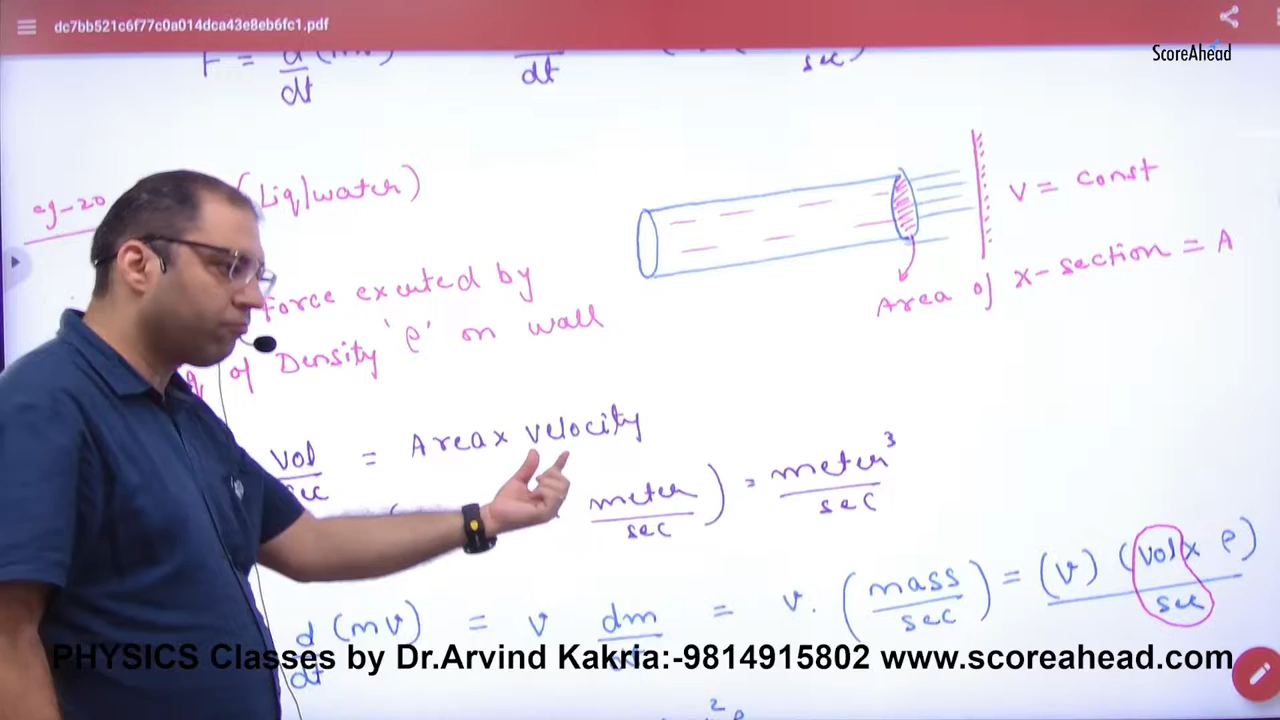 dc7bb521c6f77c0a014dca43e8eb6fc1.pdf
ScoreAhead
F = d/dt
dt
sec)
eg-20 (Liq/water)
V = const
Area of x-section = A
Force exerted by
of Density 'ρ' on wall
vol/sec = Area x velocity
meter/sec) = meter³/sec
d/dt (mv) = v dm = v. (mass/sec) = (v) (vol x ρ)/sec
PHYSICS Classes by Dr.Arvind Kakria:-9814915802 www.scoreahead.com
2
ρ